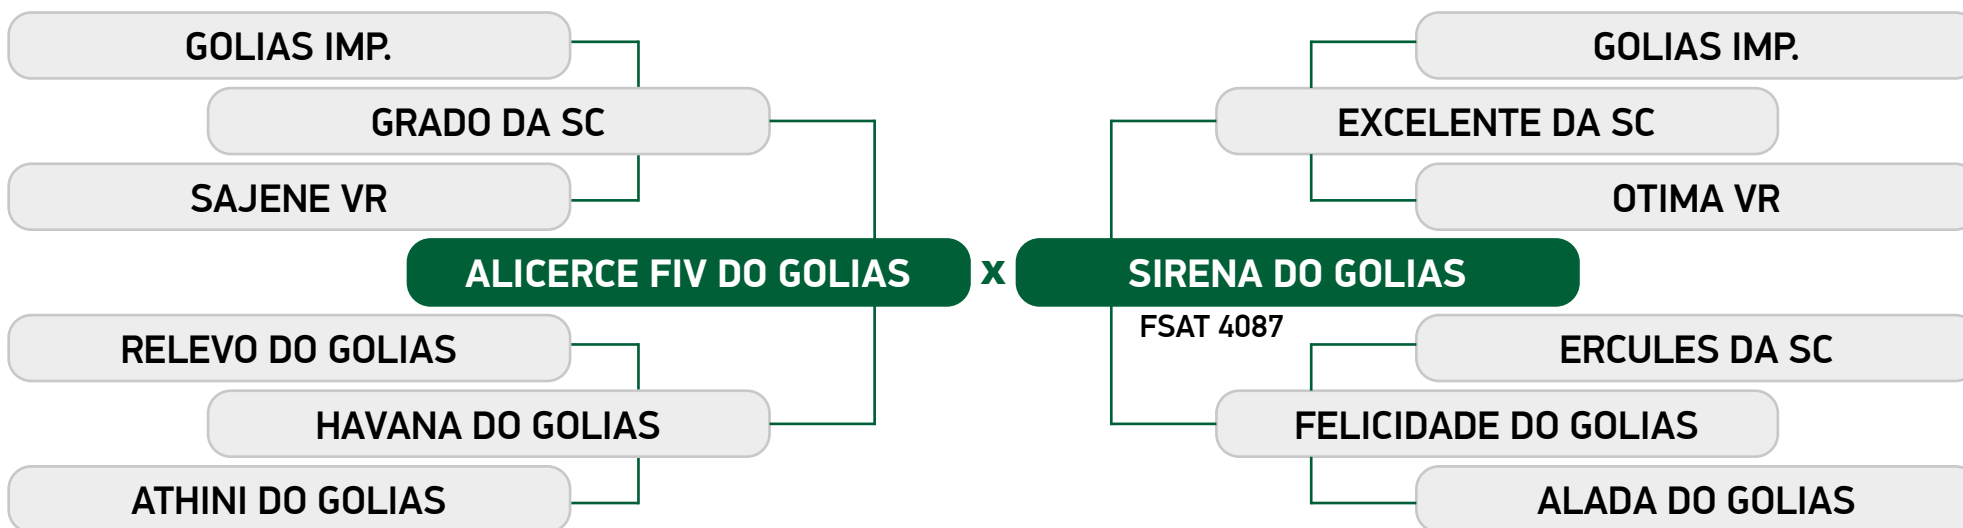 GOLIAS IMP.
GOLIAS IMP.
GRADO DA SC
EXCELENTE DA SC
SAJENE VR
OTIMA VR
ALICERCE FIV DO GOLIAS x SIRENA DO GOLIAS
FSAT 4087
RELEVO DO GOLIAS
ERCULES DA SC
HAVANA DO GOLIAS
FELICIDADE DO GOLIAS
ATHINI DO GOLIAS
ALADA DO GOLIAS